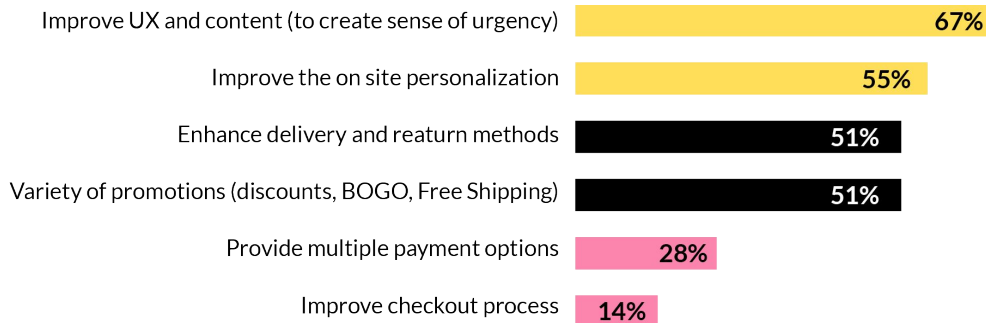 Improve UX and content (to create sense of urgency) 67%
Improve the on site personalization 55%
Enhance delivery and reaturn methods 51%
Variety of promotions (discounts, BOGO, Free Shipping) 51%
Provide multiple payment options 28%
Improve checkout process 14%